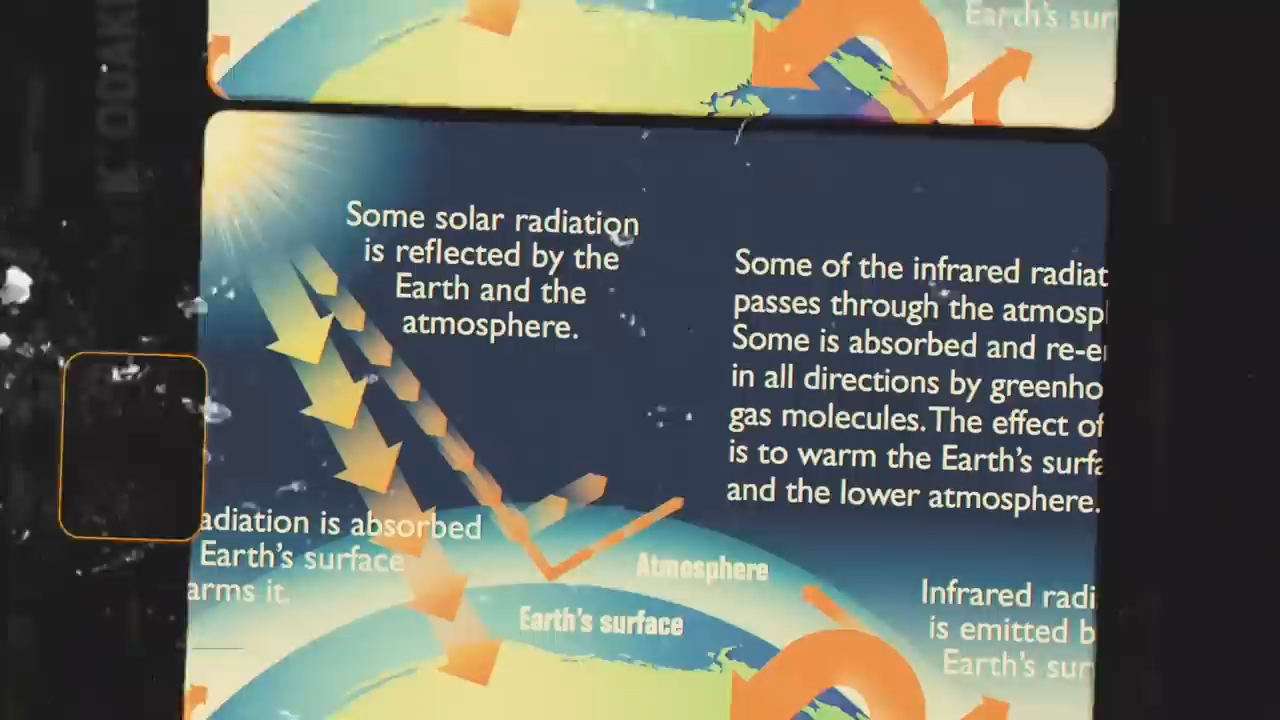 Earth's sur
KODAK
Some solar radiation
is reflected by the
Earth and the
atmosphere.
Some of the infrared radiat
passes through the atmosp
Some is absorbed and re-e
in all directions by greenho
gas molecules. The effect of
is to warm the Earth's surfa
and the lower atmosphere.
adiation is absorbed
Earth's surface
arms it.
Atmosphere
Earth's surface
Infrared radi
is emitted b
Earth's sur